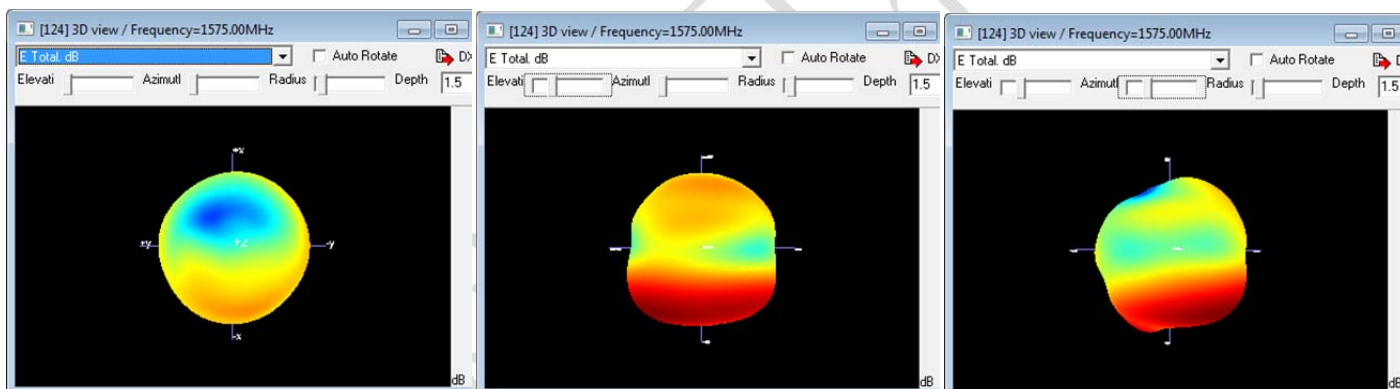 [124] 3D view / Frequency=1575.00MHz
E Total. dB
Auto Rotate
Elevati
Azimutl
Radius
Depth
1.5
+x
+y
+z
-y
-x
dB
[124] 3D view / Frequency=1575.00MHz
E Total. dB
Auto Rotate
Elevati
Azimutl
Radius
Depth
1.5
dB
[124] 3D view / Frequency=1575.00MHz
E Total. dB
Auto Rotate
Elevati
Azimutl
Radius
Depth
1.5
dB